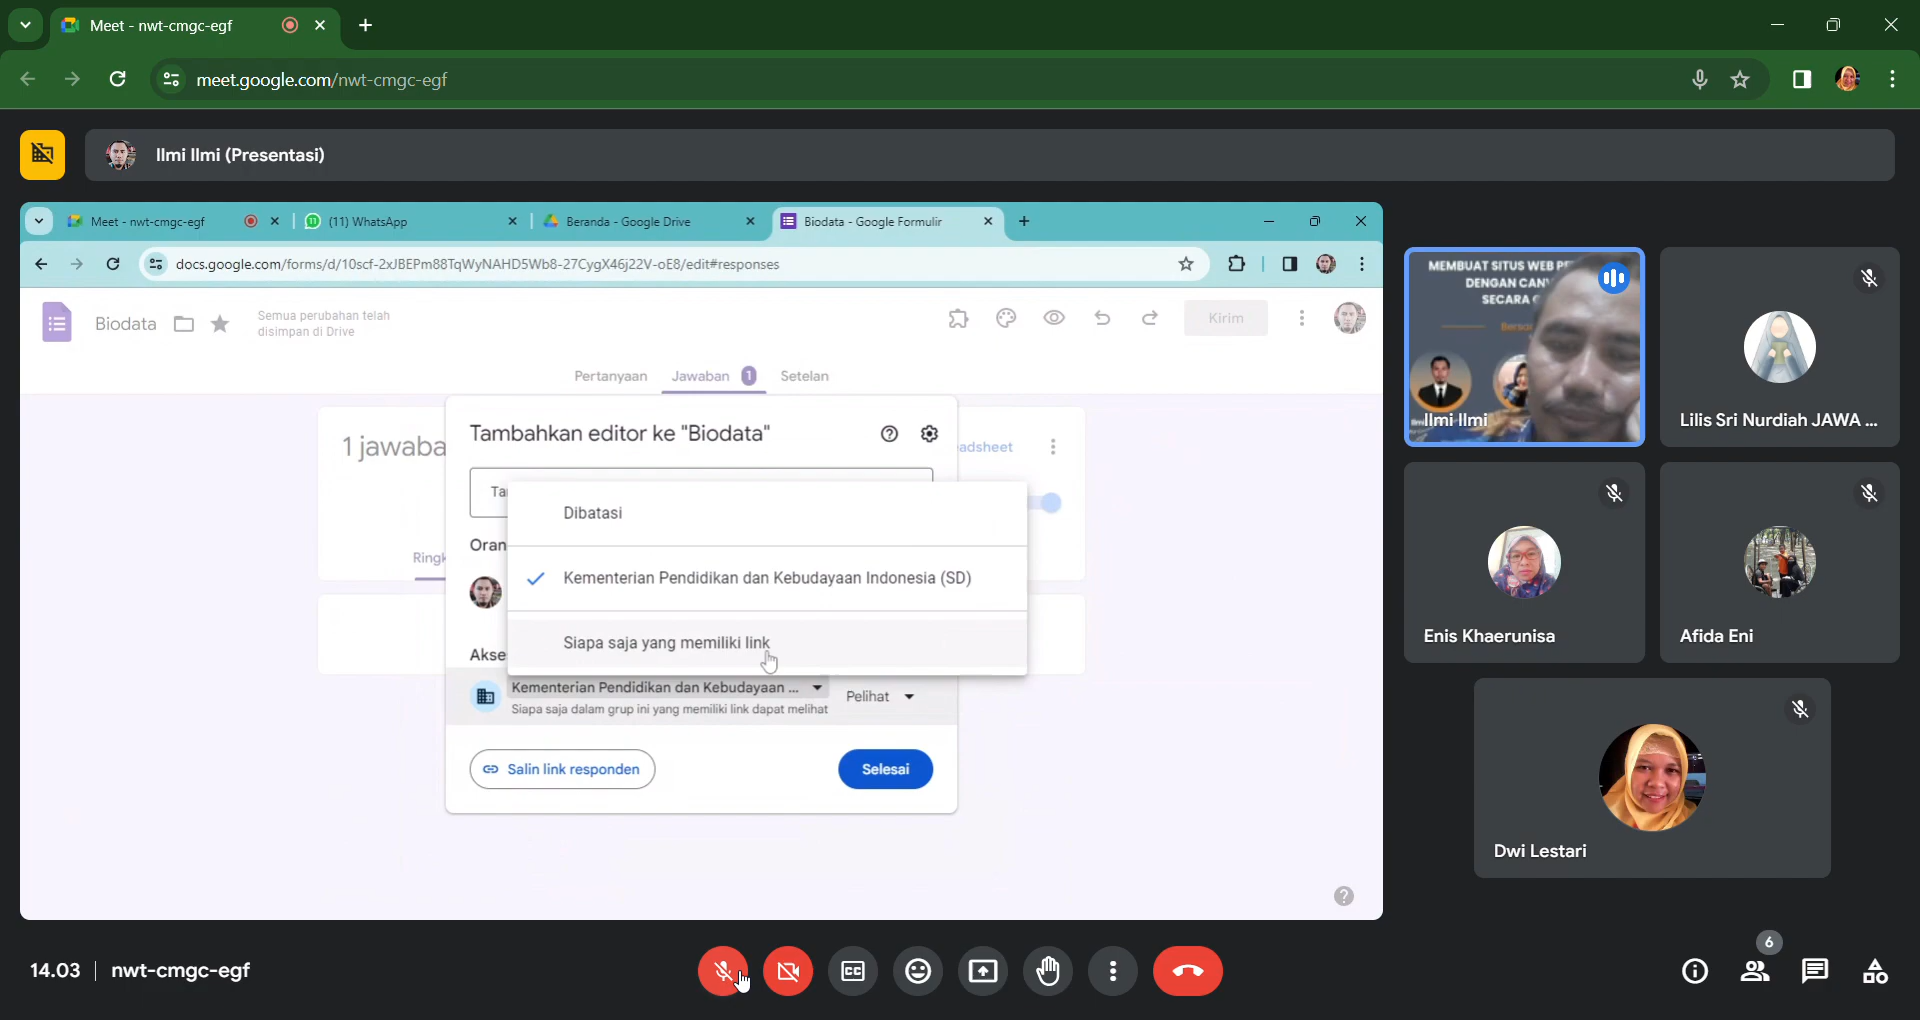 Meet - nwt-cmgc-egf
meet.google.com/nwt-cmgc-egf
Ilmi Ilmi (Presentasi)
Meet - nwt-cmgc-egf
(11) WhatsApp
Beranda - Google Drive
Biodata - Google Formulir
docs.google.com/forms/d/10scf-2xJBEPm88TqWyNAHD5Wb8-27CygX46j22V-oE8/edit#responses
Biodata
Semua perubahan telah
disimpan di Drive
Kirim
Pertanyaan
Jawaban 1
Setelan
1 jawaba
Tambahkan editor ke "Biodata"
adsheet
Ta
Dibatasi
Oran
Ringk
Kementerian Pendidikan dan Kebudayaan Indonesia (SD)
Siapa saja yang memiliki link
Akse
Kementerian Pendidikan dan Kebudayaan ...
Pelihat
Siapa saja dalam grup ini yang memiliki link dapat melihat
Salin link responden
Selesai
MEMBUAT SITUS WEB PE
DENGAN CANV
SECARA G
Bersa
Ilmi Ilmi
Lilis Sri Nurdiah JAWA ...
Enis Khaerunisa
Afida Eni
Dwi Lestari
14.03
nwt-cmgc-egf
6